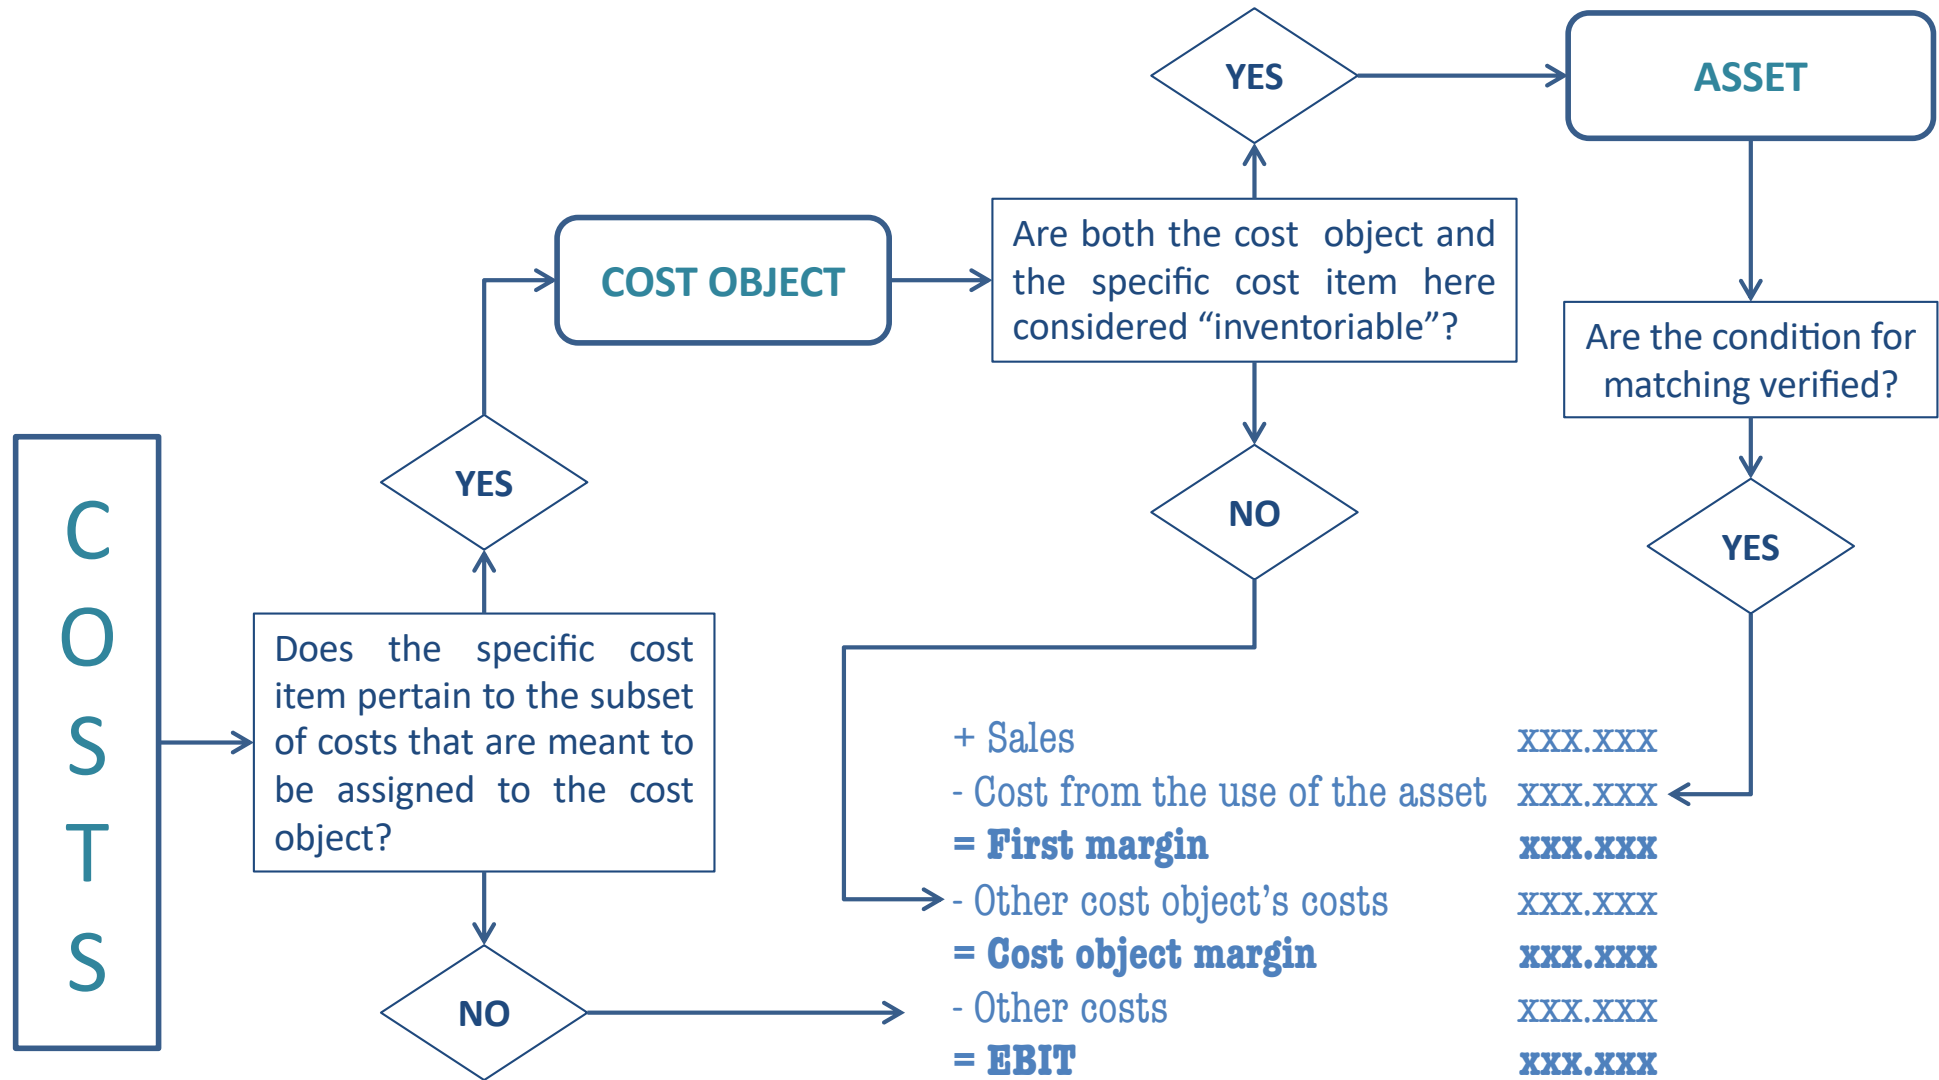 YES
ASSET
COST OBJECT
Are both the cost object and
the specific cost item here
considered “inventoriable”?
Are the condition for
matching verified?
YES
NO
YES
C
O
S
T
S
Does the specific cost
item pertain to the subset
of costs that are meant to
be assigned to the cost
object?
NO
+ Sales xxx.xxx
- Cost from the use of the asset xxx.xxx
= First margin xxx.xxx
- Other cost object's costs xxx.xxx
= Cost object margin xxx.xxx
- Other costs xxx.xxx
= EBIT xxx.xxx